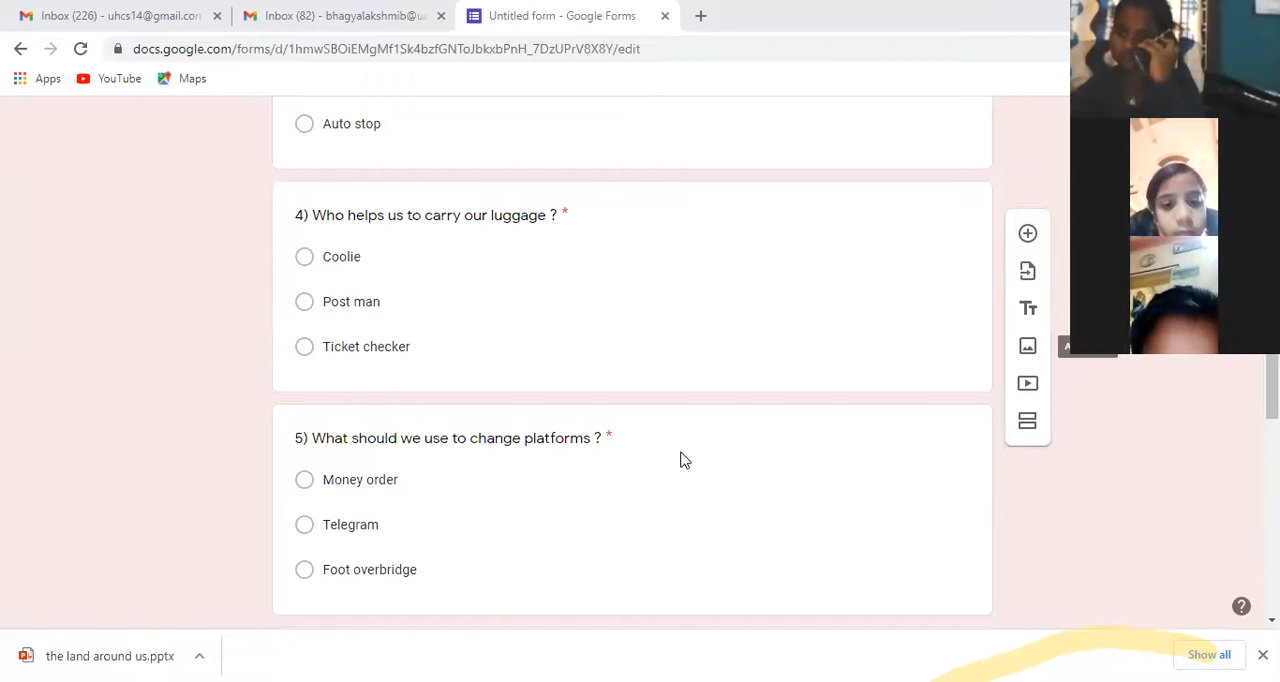 Inbox (226) - uhcs14@gmail.con
Inbox (82) - bhagyalakshmib@u
Untitled form - Google Forms
docs.google.com/forms/d/1hmwSBOiEMgMf1Sk4bzfGNToJbkxbPnH_7DzUPrV8X8Y/edit
Apps YouTube Maps
Auto stop
4) Who helps us to carry our luggage ? *
Coolie
Post man
Ticket checker
5) What should we use to change platforms ? *
Money order
Telegram
Foot overbridge
the land around us.pptx
Show all